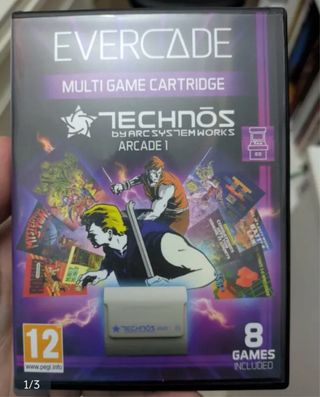 EVERCADE
MULTI GAME CARTRIDGE
TECHNŌS
by ARC SYSTEM WORKS
ARCADE 1
TECHNŌS
12
www.pegi.info
8
GAMES
INCLUDED
1/3